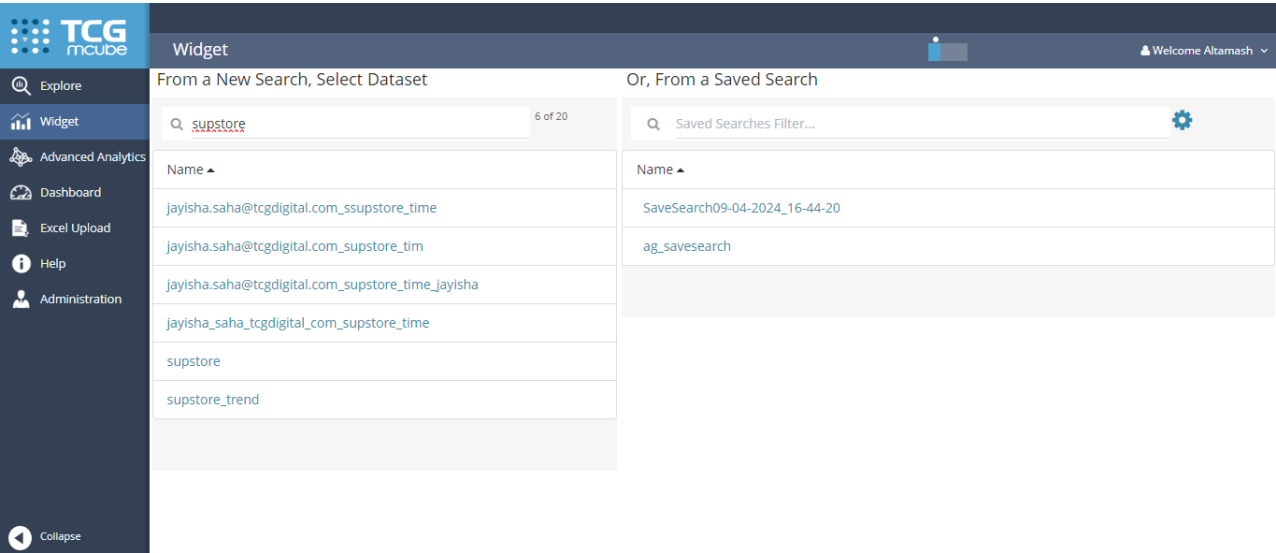 TCG
mcube
Widget
Welcome Altamash
Explore
Widget
Advanced Analytics
Dashboard
Excel Upload
Help
Administration
Collapse
From a New Search, Select Dataset
supstore
6 of 20
Name
jayisha.saha@tcgdigital.com_ssupstore_time
jayisha.saha@tcgdigital.com_supstore_tim
jayisha.saha@tcgdigital.com_supstore_time_jayisha
jayisha_saha_tcgdigital_com_supstore_time
supstore
supstore_trend
Or, From a Saved Search
Saved Searches Filter...
Name
SaveSearch09-04-2024_16-44-20
ag_savesearch